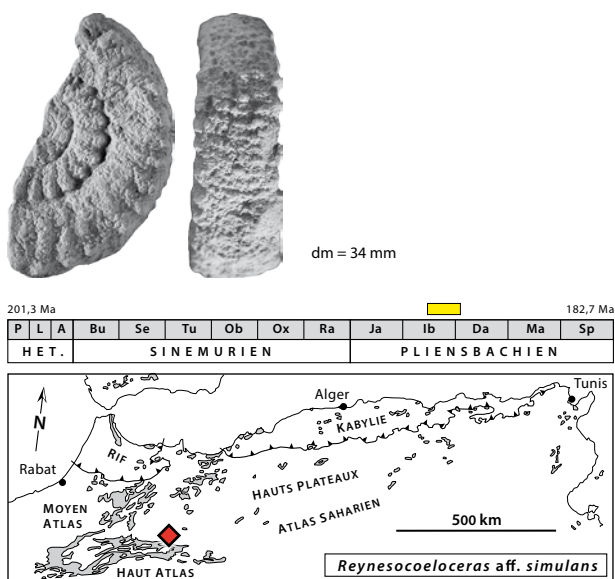 dm = 34 mm
201,3 Ma 182,7 Ma
P L A Bu Se Tu Ob Ox Ra Ja Ib Da Ma Sp
HET. SINEMURIEN PLIENSBACHIEN
Tunis
Alger
N
KABYLIE
RIF
Rabat
HAUTS PLATEAUX
MOYEN
ATLAS
ATLAS SAHARIEN
500 km
HAUT ATLAS
Reynesocoeloceras aff. simulans